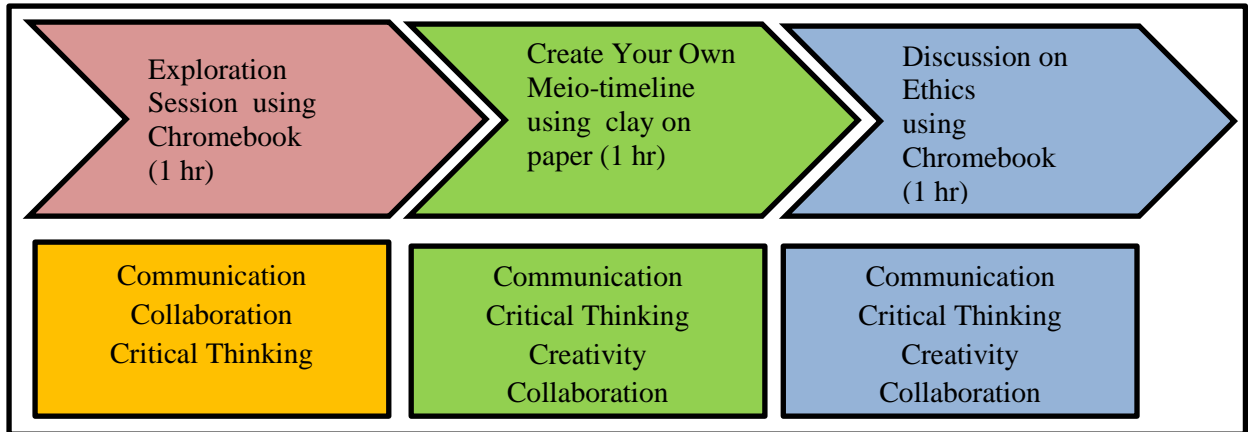 Exploration
Session using
Chromebook
(1 hr)
Create Your Own
Meio-timeline
using clay on
paper (1 hr)
Discussion on
Ethics
using
Chromebook
(1 hr)
Communication
Collaboration
Critical Thinking
Communication
Critical Thinking
Creativity
Collaboration
Communication
Critical Thinking
Creativity
Collaboration